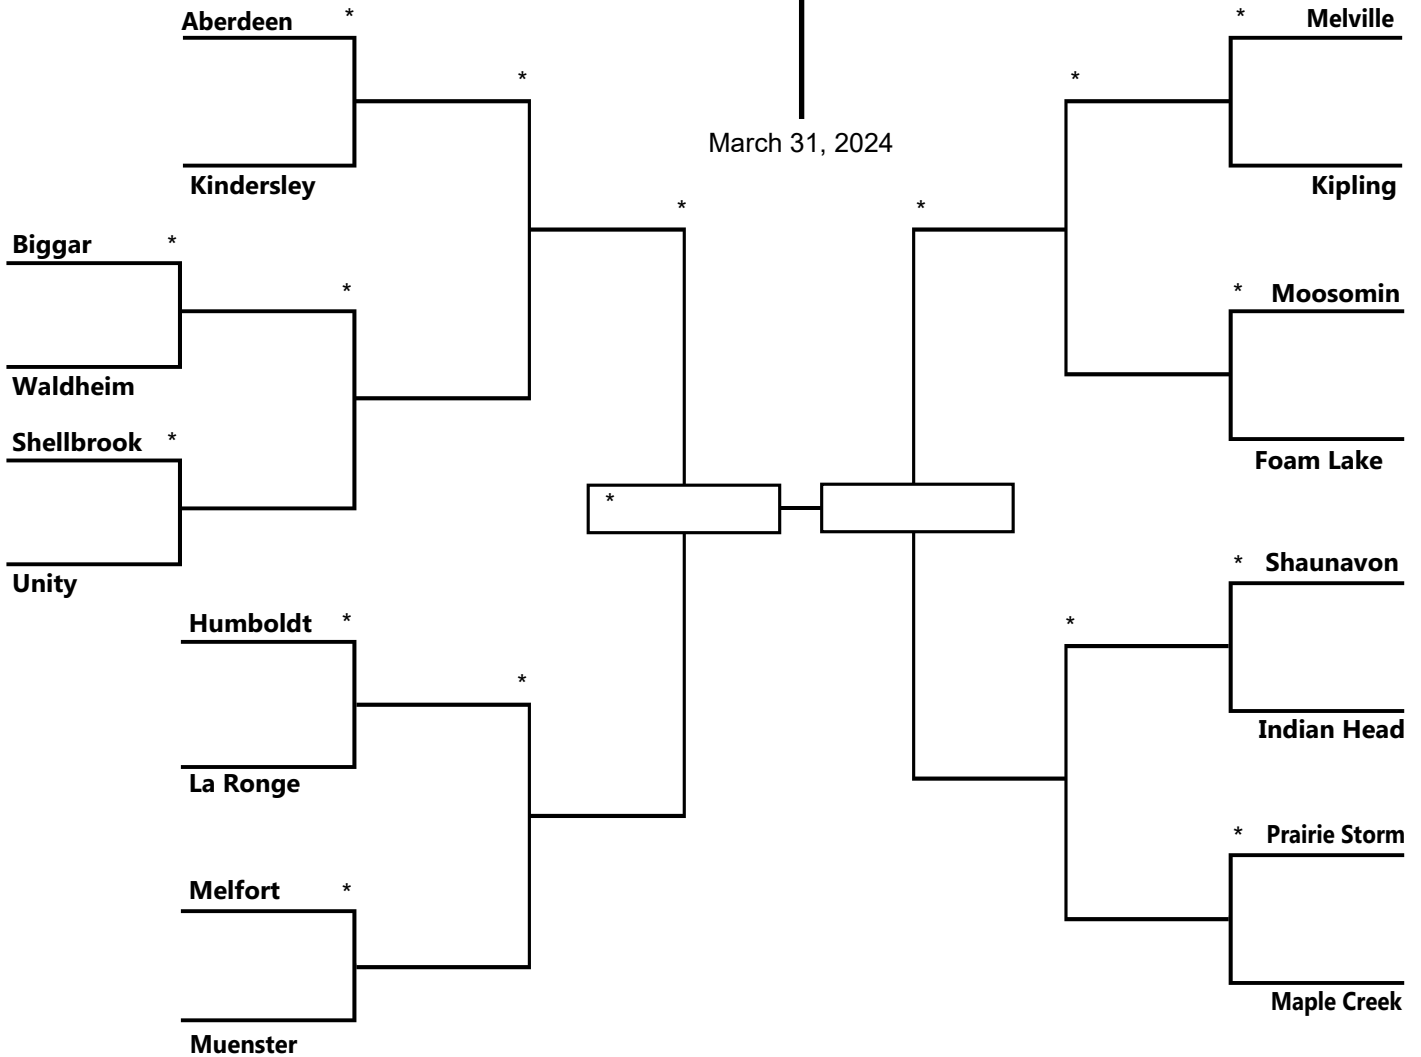 Aberdeen *
* Melville
*
*
March 31, 2024
Kindersley
Kipling
*
*
Biggar *
*
* Moosomin
Waldheim
Shellbrook *
Foam Lake
*
Unity
* Shaunavon
Humboldt *
*
*
Indian Head
La Ronge
* Prairie Storm
Melfort *
Maple Creek
Muenster